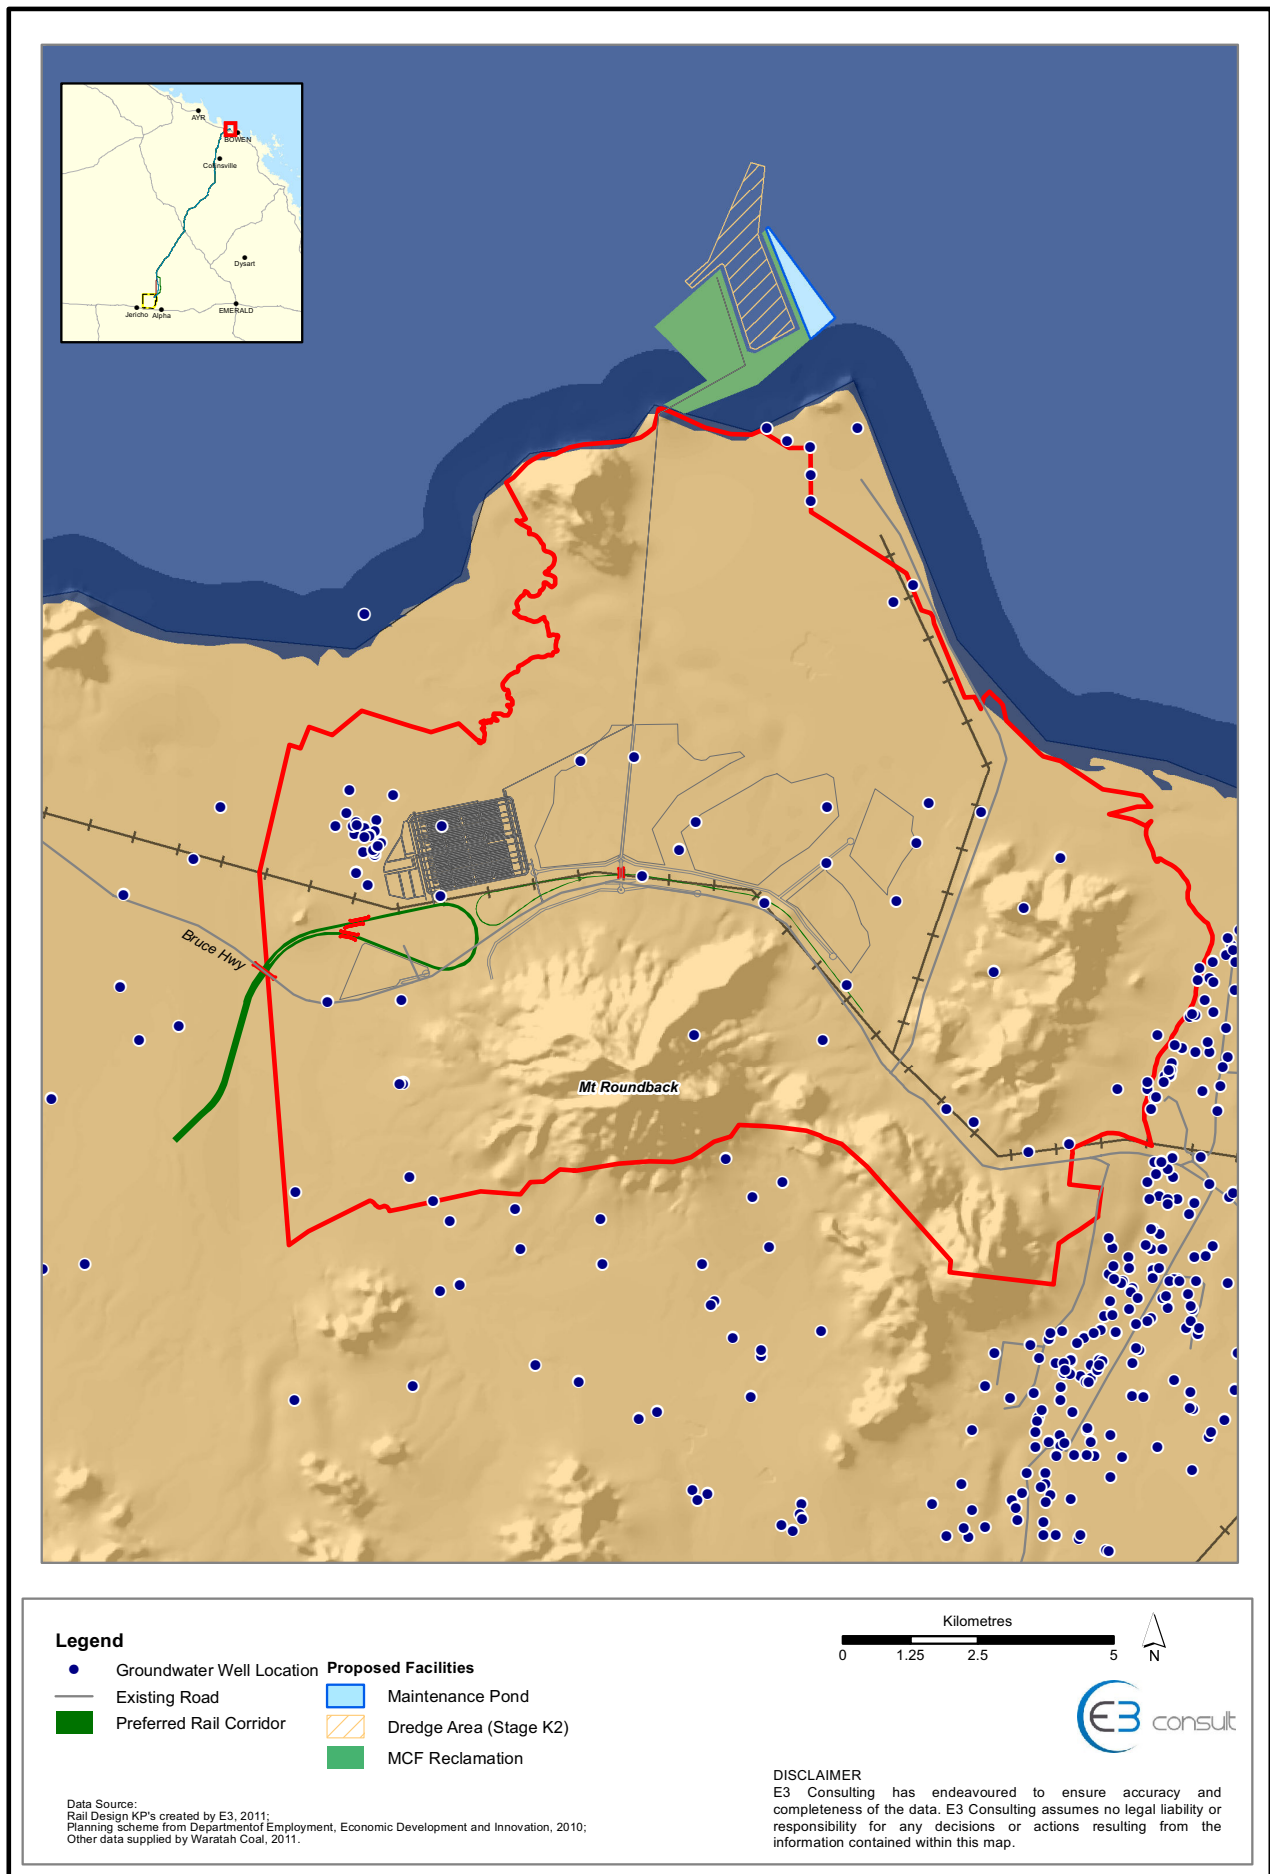 AYR
BOWEN
Collinsville
Dysart
EMERALD
Jericho
Alpha
Bruce Hwy
Mt Roundback
Legend
Groundwater Well Location
Existing Road
Preferred Rail Corridor
Proposed Facilities
Maintenance Pond
Dredge Area (Stage K2)
MCF Reclamation
Data Source:
Rail Design KP's created by E3, 2011;
Planning scheme from Departmentof Employment, Economic Development and Innovation, 2010;
Other data supplied by Waratah Coal, 2011.
Kilometres
0 1.25 2.5 5
N
E3 consult
DISCLAIMER
E3 Consulting has endeavoured to ensure accuracy and
completeness of the data. E3 Consulting assumes no legal liability or
responsibility for any decisions or actions resulting from the
information contained within this map.